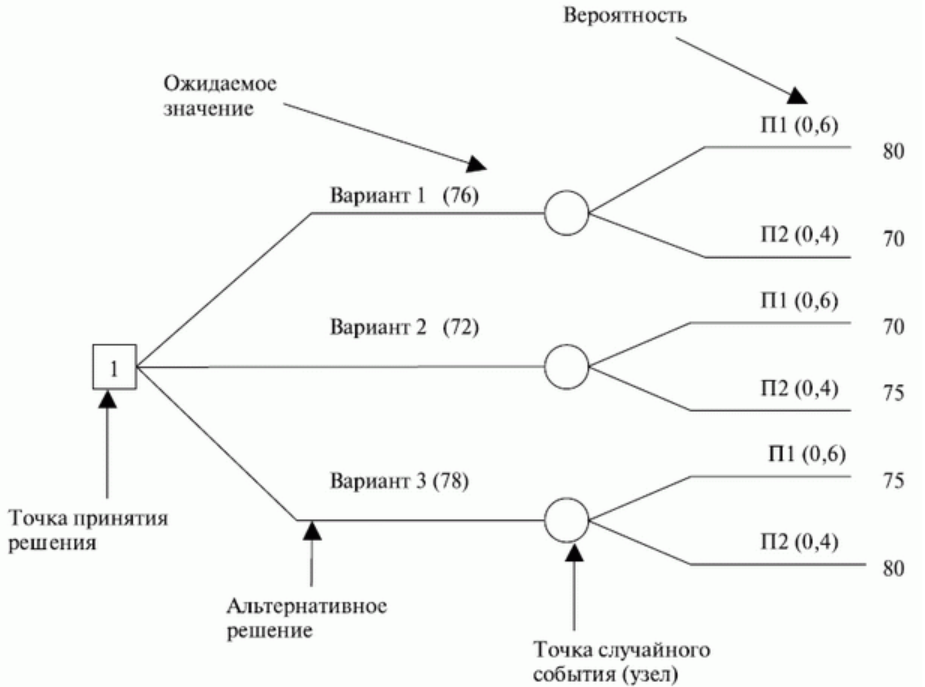 Вероятность
Ожидаемое
значение
П1 (0,6)
80
Вариант 1 (76)
П2 (0,4)
70
П1 (0,6)
Вариант 2 (72)
70
1
П2 (0,4)
75
П1 (0,6)
Вариант 3 (78)
75
Точка принятия
решения
П2 (0,4)
80
Альтернативное
решение
Точка случайного
события (узел)